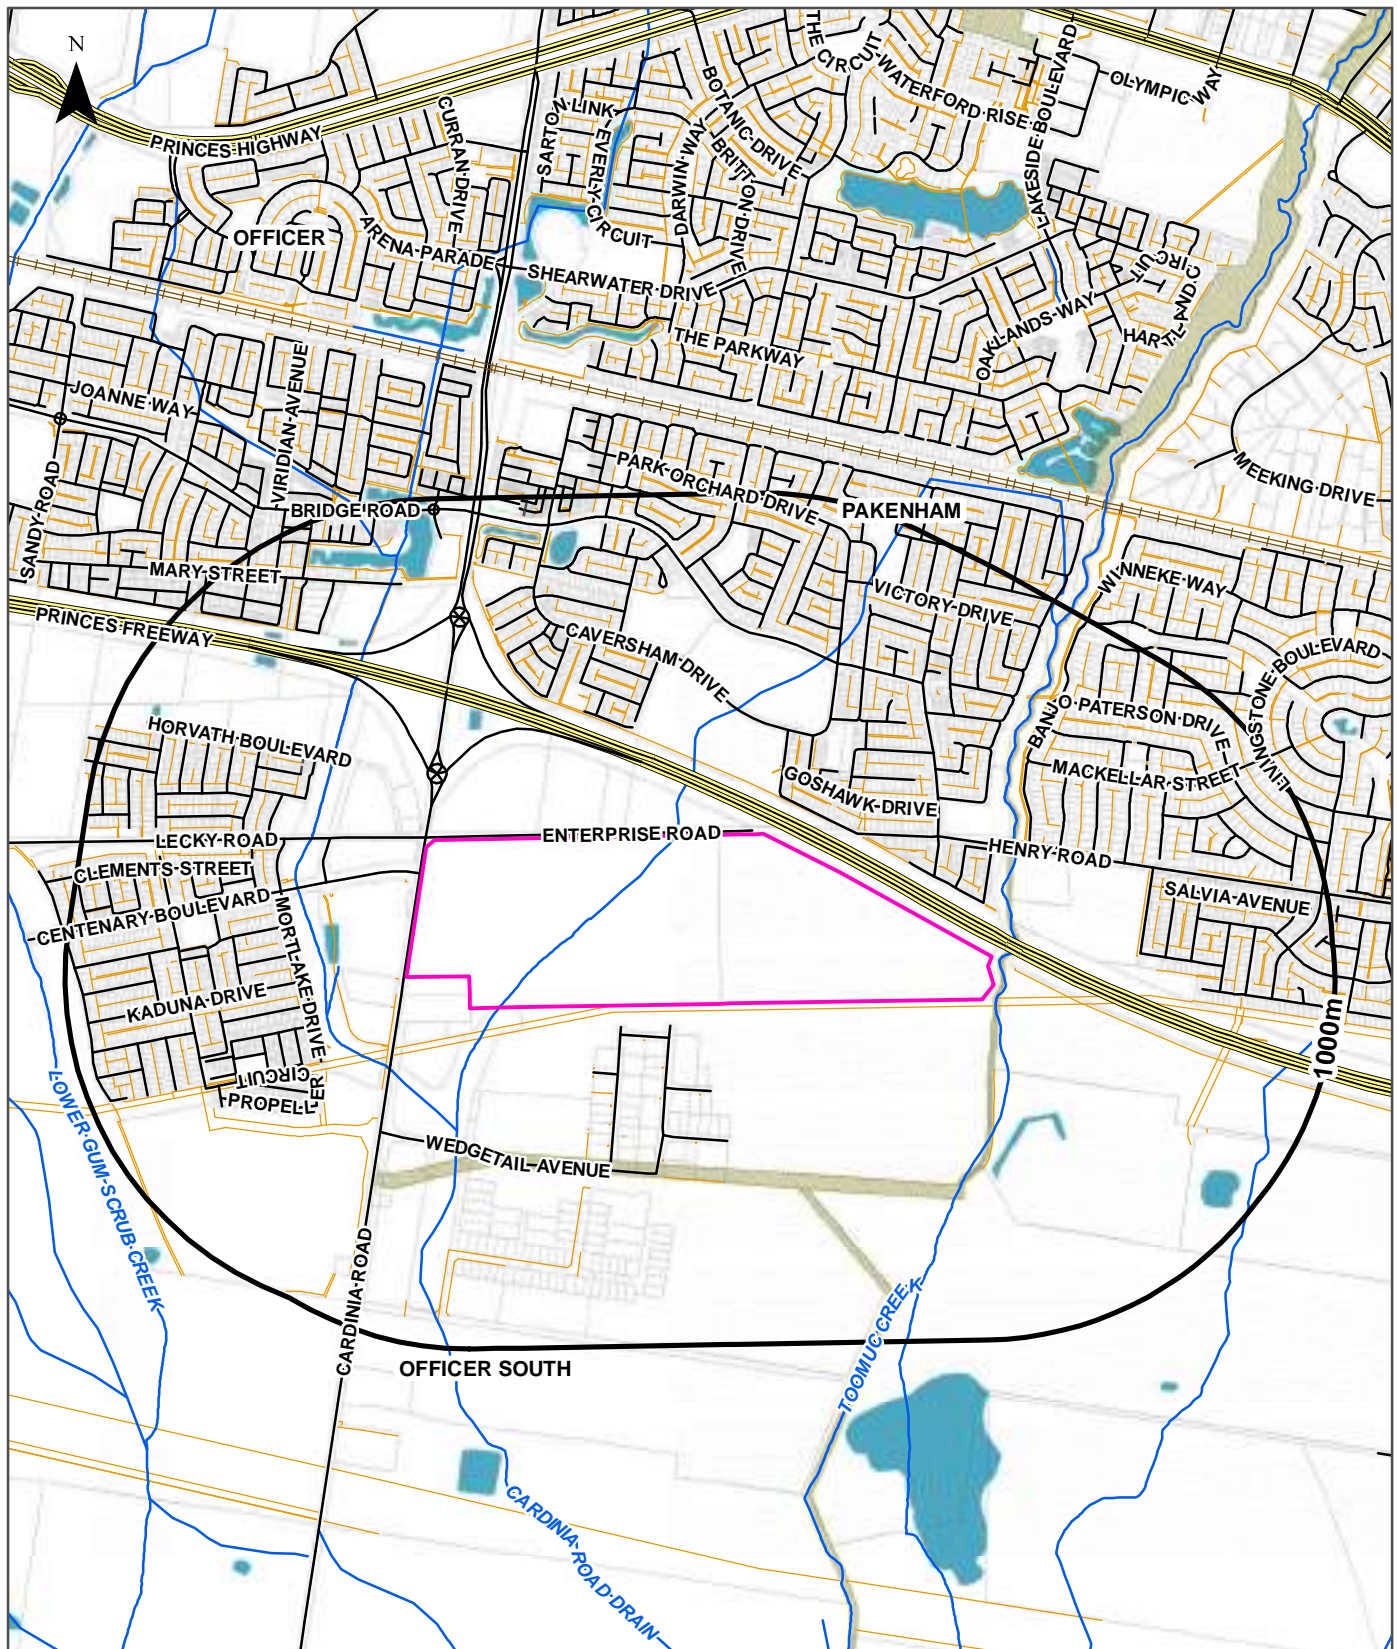 N
THE CIRCUIT
WATERFORD RISE
LAKESIDE BOULEVARD
OLYMPIC WAY
BOTANIC DRIVE
SARTON LINK
CURRAN DRIVE
PRINCES HIGHWAY
EVERLY CIRCUIT
DARWIN WAY
BRITTON DRIVE
OFFICER
ARENA PARADE
SHEARWATER DRIVE
HARTLAND CIRCUIT
OAKLANDS WAY
THE PARKWAY
JOANNE WAY
VIRIDIAN AVENUE
SANDY ROAD
PARK ORCHARD DRIVE
MEEKING DRIVE
BRIDGE ROAD
PAKENHAM
MARY STREET
WINNEKE WAY
VICTORY DRIVE
PRINCES FREEWAY
CAVERSHAM DRIVE
LIVINGSTONE BOULEVARD
BANJO PATERSON DRIVE
HORVATH BOULEVARD
MACKELLAR STREET
GOSHAWK DRIVE
ENTERPRISE ROAD
LECKY ROAD
HENRY ROAD
CLEMENTS STREET
SALVIA AVENUE
CENTENARY BOULEVARD
MORTLAKE DRIVE
KADUNA DRIVE
1000m
PROPELLER CIRCUIT
LOWER GUM SCRUB CREEK
WEDGETAIL AVENUE
CARDINIA ROAD
TOOMUC CREEK
OFFICER SOUTH
CARDINIA ROAD DRAIN